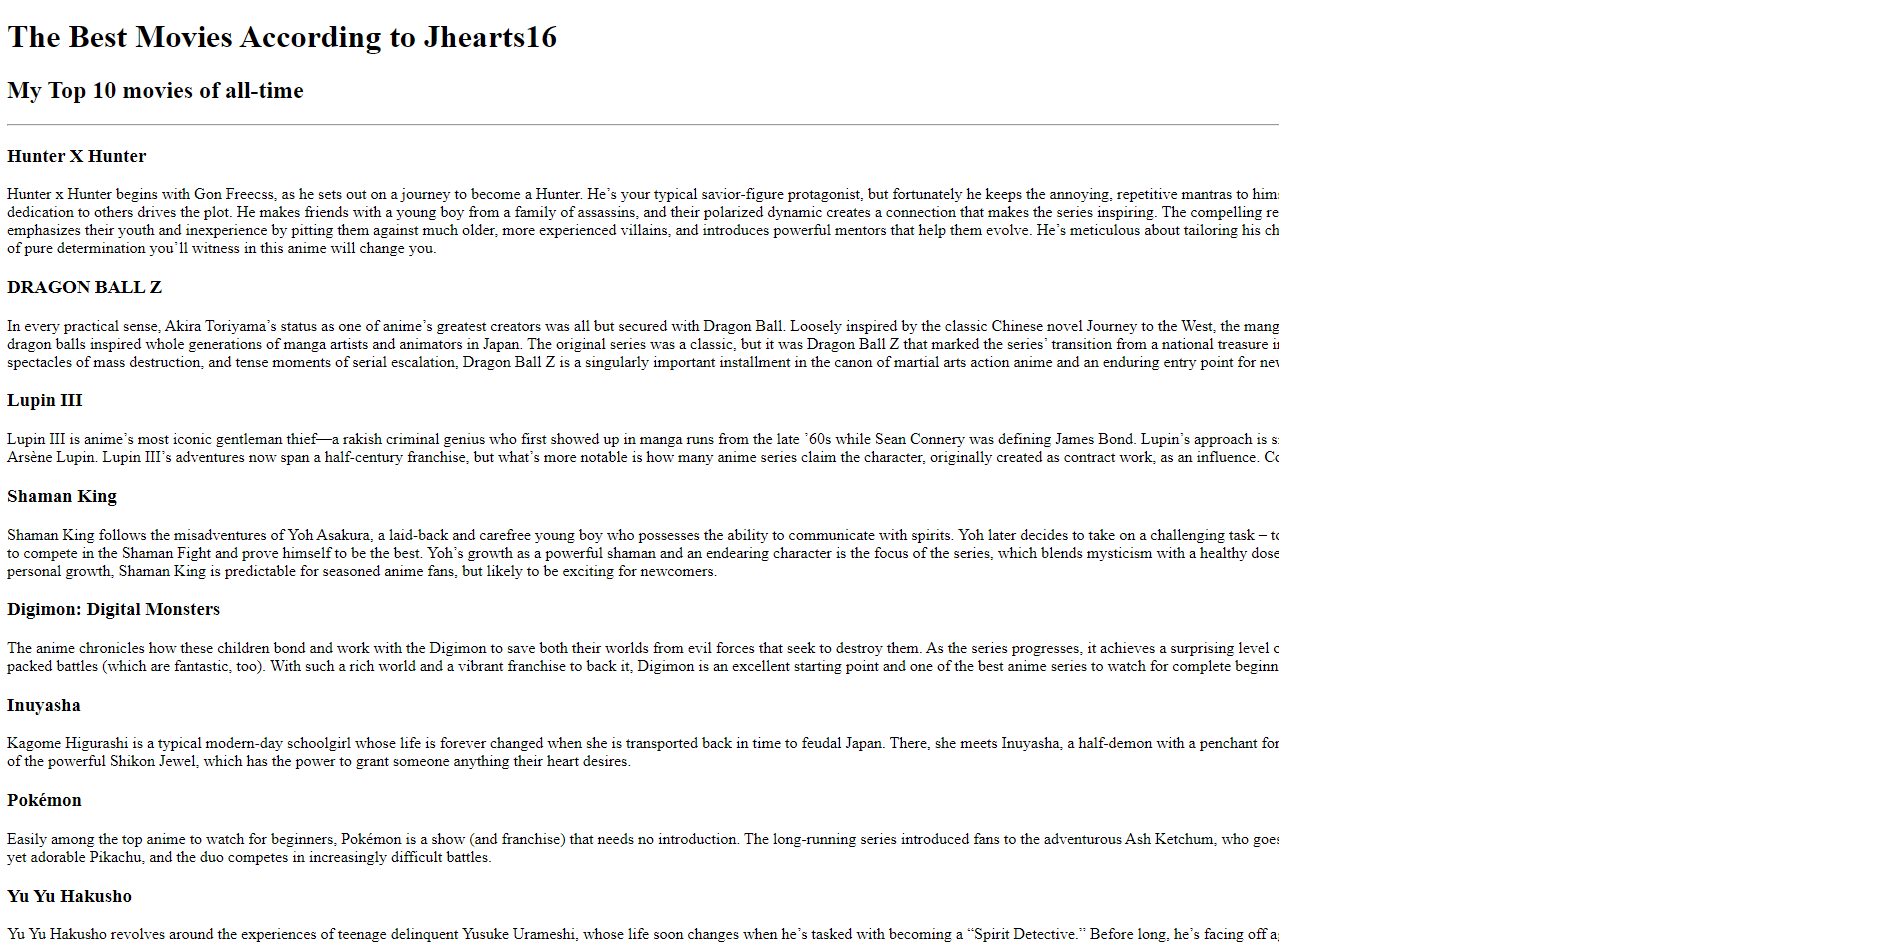 The Best Movies According to Jhearts16
My Top 10 movies of all-time
Hunter X Hunter
Hunter x Hunter begins with Gon Freecss, as he sets out on a journey to become a Hunter. He’s your typical savior-figure protagonist, but fortunately he keeps the annoying, repetitive mantras to
dedication to others drives the plot. He makes friends with a young boy from a family of assassins, and their polarized dynamic creates a connection that makes the series inspiring. The compelling
emphasizes their youth and inexperience by pitting them against much older, more experienced villains, and introduces powerful mentors that help them evolve. He’s meticulous about tailoring his
of pure determination you’ll witness in this anime will change you.
DRAGON BALL Z
In every practical sense, Akira Toriyama’s status as one of anime’s greatest creators was all but secured with Dragon Ball. Loosely inspired by the classic Chinese novel Journey to the West, the
dragon balls inspired whole generations of manga artists and animators in Japan. The original series was a classic, but it was Dragon Ball Z that marked the series’ transition from a national treasure
spectacles of mass destruction, and tense moments of serial escalation, Dragon Ball Z is a singularly important installment in the canon of martial arts action anime and an enduring entry point for
Lupin III
Lupin III is anime’s most iconic gentleman thief—a rakish criminal genius who first showed up in manga runs from the late ’60s while Sean Connery was defining James Bond. Lupin’s approach is
Arsène Lupin. Lupin III’s adventures now span a half-century franchise, but what’s more notable is how many anime series claim the character, originally created as contract work, as an influence.
Shaman King
Shaman King follows the misadventures of Yoh Asakura, a laid-back and carefree young boy who possesses the ability to communicate with spirits. Yoh later decides to take on a challenging task –
to compete in the Shaman Fight and prove himself to be the best. Yoh’s growth as a powerful shaman and an endearing character is the focus of the series, which blends mysticism with a healthy dose
personal growth, Shaman King is predictable for seasoned anime fans, but likely to be exciting for newcomers.
Digimon: Digital Monsters
The anime chronicles how these children bond and work with the Digimon to save both their worlds from evil forces that seek to destroy them. As the series progresses, it achieves a surprising level
packed battles (which are fantastic, too). With such a rich world and a vibrant franchise to back it, Digimon is an excellent starting point and one of the best anime series to watch for complete beginn
Inuyasha
Kagome Higurashi is a typical modern-day schoolgirl whose life is forever changed when she is transported back in time to feudal Japan. There, she meets Inuyasha, a half-demon with a penchant for
of the powerful Shikon Jewel, which has the power to grant someone anything their heart desires.
Pokémon
Easily among the top anime to watch for beginners, Pokémon is a show (and franchise) that needs no introduction. The long-running series introduced fans to the adventurous Ash Ketchum, who goes
yet adorable Pikachu, and the duo competes in increasingly difficult battles.
Yu Yu Hakusho
Yu Yu Hakusho revolves around the experiences of teenage delinquent Yusuke Urameshi, whose life soon changes when he’s tasked with becoming a “Spirit Detective.” Before long, he’s facing off